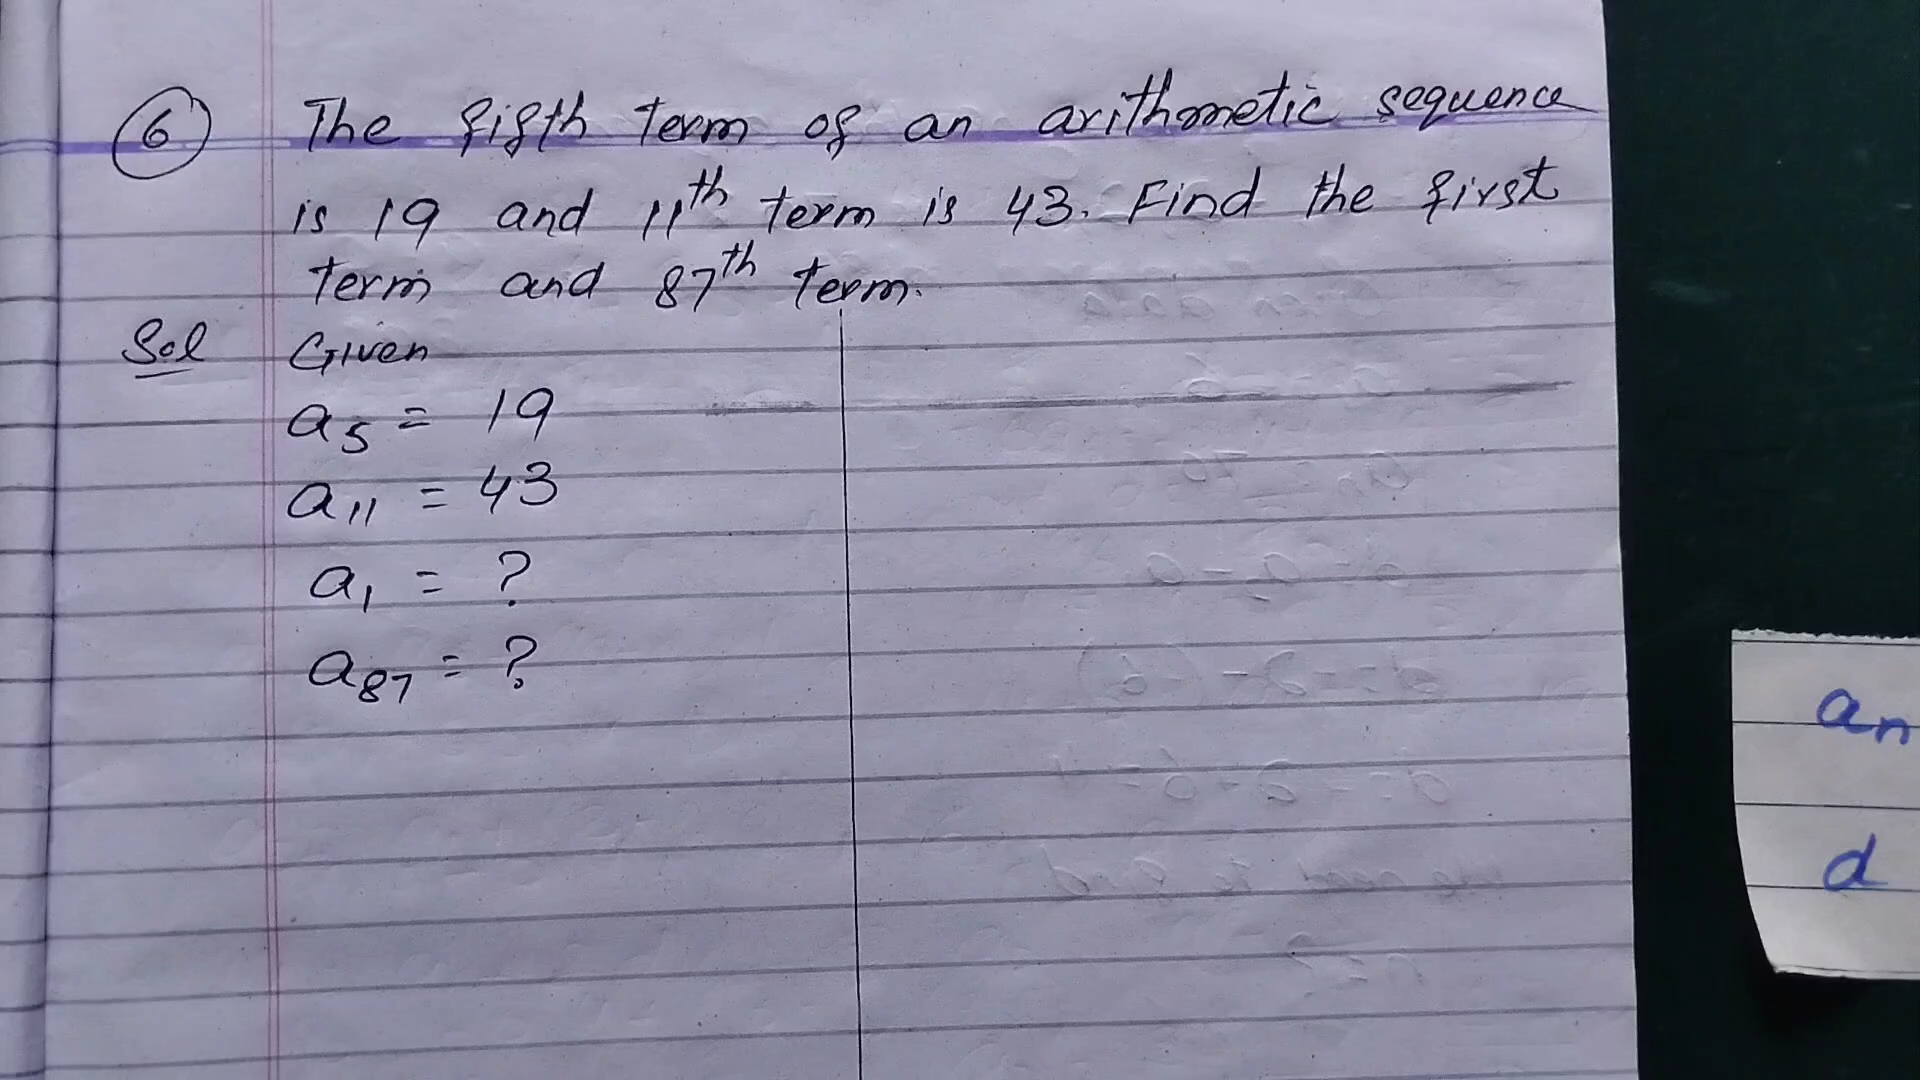 6 The fifth term of an arithmetic sequence
is 19 and 11th term is 43. Find the first
term and 87th term.
Sol Given
a5 = 19
a11 = 43
a1 = ?
a87 = ?
an
d